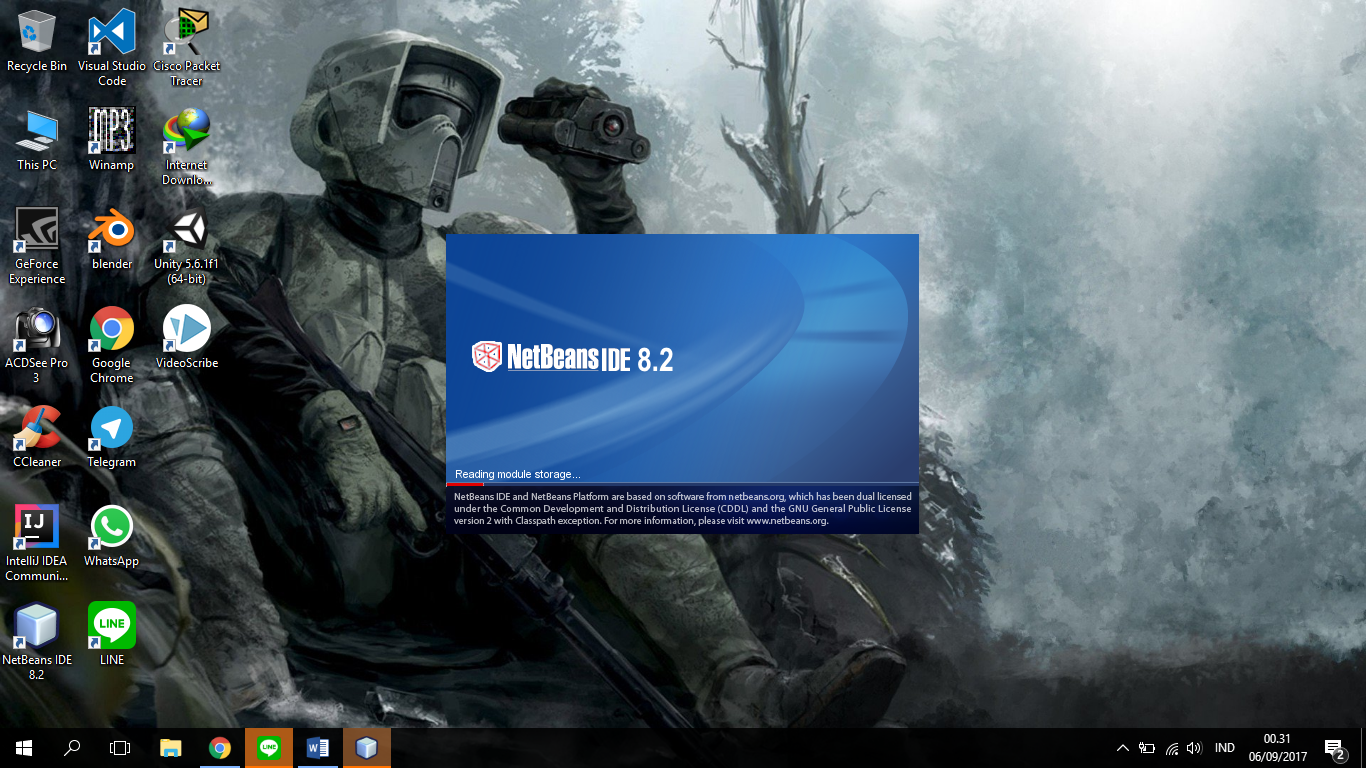 Recycle Bin
Visual Studio
Code
Cisco Packet
Tracer
This PC
MP3
Winamp
Internet
Downlo...
GeForce
Experience
blender
Unity 5.6.1f1
(64-bit)
ACDSee Pro
3
Google
Chrome
VideoScribe
CCleaner
Telegram
IJ
IntelliJ IDEA
Communi...
WhatsApp
NetBeans IDE
8.2
LINE
LINE
NetBeans IDE 8.2
Reading module storage...
NetBeans IDE and NetBeans Platform are based on software from netbeans.org, which has been dual licensed
under the Common Development and Distribution License (CDDL) and the GNU General Public License
version 2 with Classpath exception. For more information, please visit www.netbeans.org.
LINE
W
IND
00.31
06/09/2017
2